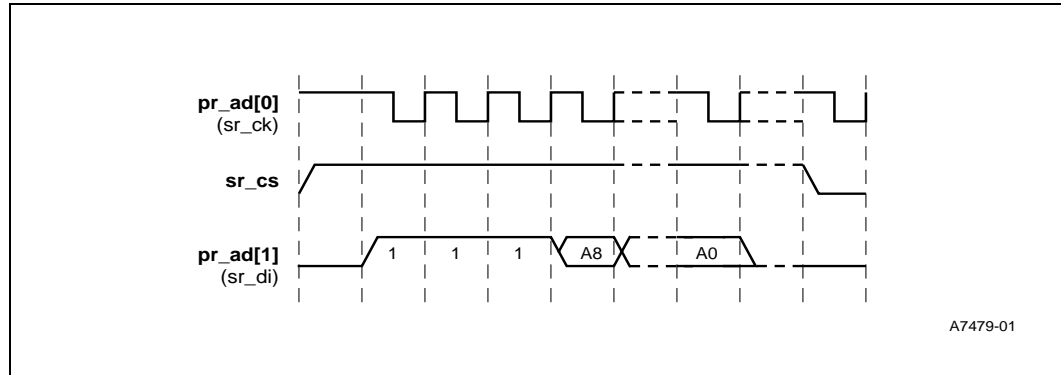 pr_ad[0]
(sr_ck)
sr_cs
pr_ad[1]
(sr_di)
1 1 1 A8 A0
A7479-01